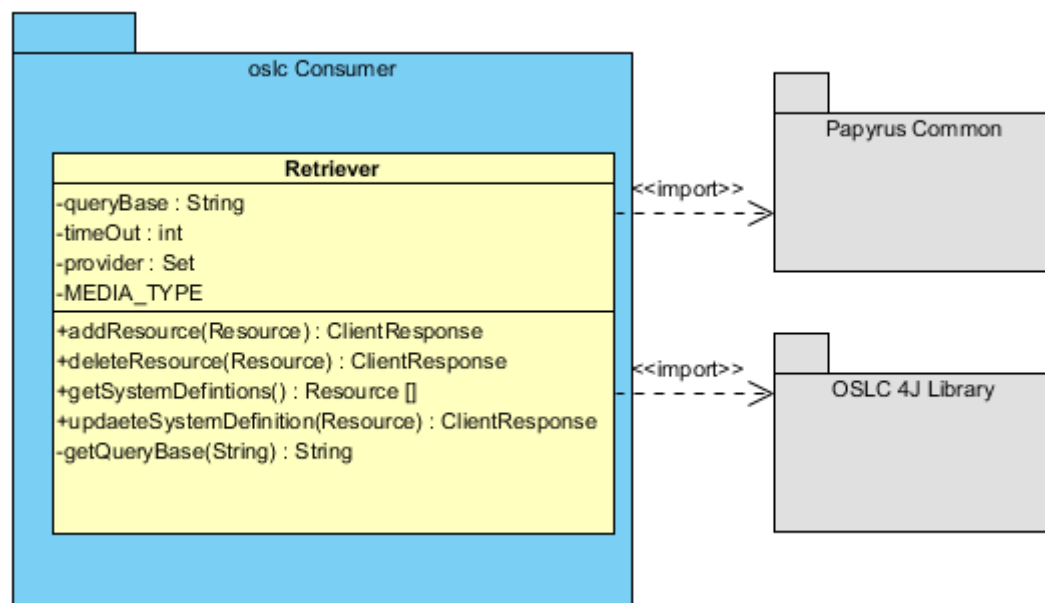 oslc Consumer
Retriever
-queryBase : String
-timeOut : int
-provider : Set
-MEDIA_TYPE
+addResource(Resource) : ClientResponse
+deleteResource(Resource) : ClientResponse
+getSystemDefintions() : Resource []
+updaeteSystemDefinition(Resource) : ClientResponse
-getQueryBase(String) : String
<<import>>
Papyrus Common
<<import>>
OSLC 4J Library